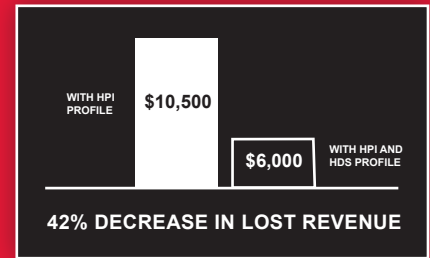 WITH HPI
PROFILE
$10,500
$6,000
WITH HPI AND
HDS PROFILE
42% DECREASE IN LOST REVENUE